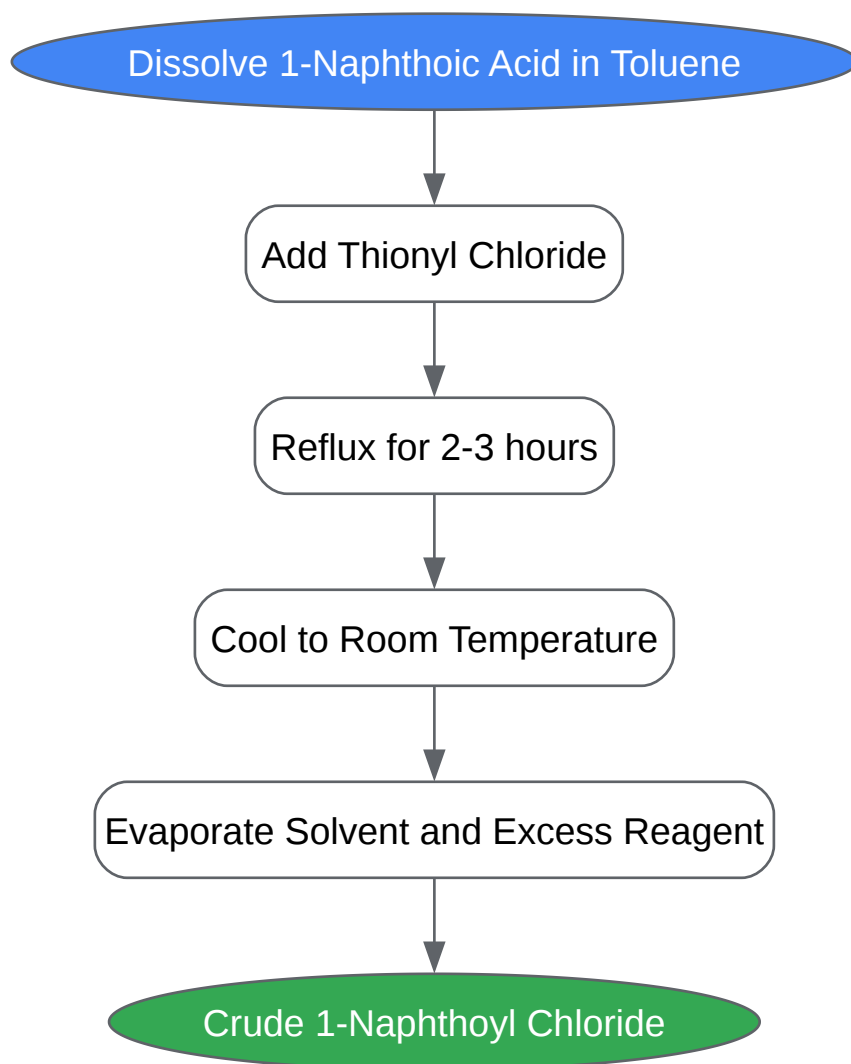 Dissolve 1-Naphthoic Acid in Toluene
Add Thionyl Chloride
Reflux for 2-3 hours
Cool to Room Temperature
Evaporate Solvent and Excess Reagent
Crude 1-Naphthoyl Chloride